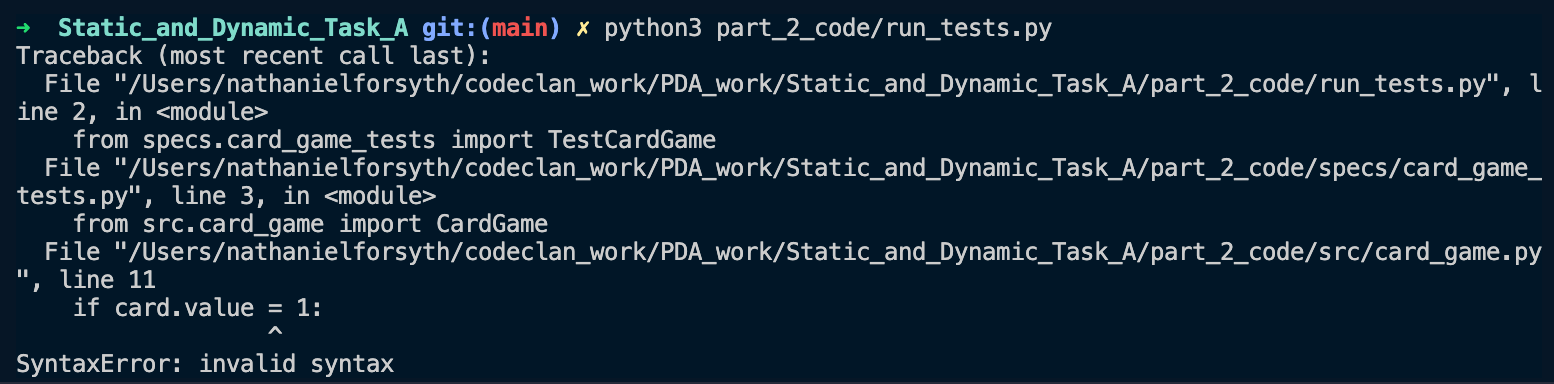 ➜  Static_and_Dynamic_Task_A git:(main) ✗ python3 part_2_code/run_tests.py
Traceback (most recent call last):
  File "/Users/nathanielforsyth/codeclan_work/PDA_work/Static_and_Dynamic_Task_A/part_2_code/run_tests.py", l
ine 2, in <module>
    from specs.card_game_tests import TestCardGame
  File "/Users/nathanielforsyth/codeclan_work/PDA_work/Static_and_Dynamic_Task_A/part_2_code/specs/card_game_
tests.py", line 3, in <module>
    from src.card_game import CardGame
  File "/Users/nathanielforsyth/codeclan_work/PDA_work/Static_and_Dynamic_Task_A/part_2_code/src/card_game.py
", line 11
    if card.value = 1:
                  ^
SyntaxError: invalid syntax